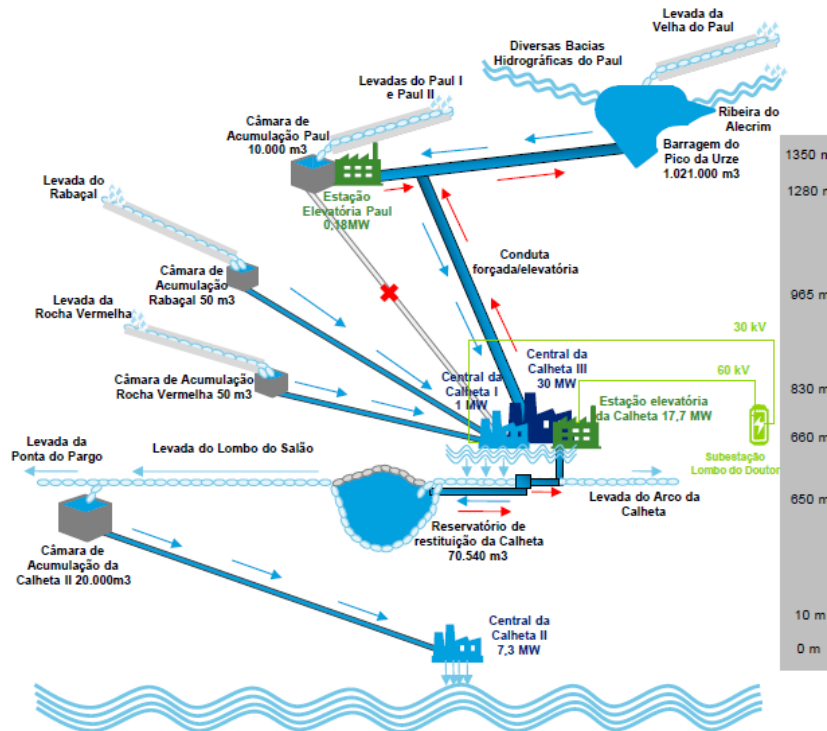 Levada da
Velha do Paul
Diversas Bacias
Hidrográficas do Paul
Levadas do Paul I
e Paul II
Ribeira do
Alecrim
Câmara de
Acumulação Paul
10.000 m3
Barragem do
Pico da Urze
1.021.000 m3
1350 m
1280 m
Estação
Elevatória Paul
0,18MW
Levada do
Rabaçal
Conduta
forçada/elevatória
Câmara de
Acumulação
Rabaçal 50 m3
965 m
Levada da
Rocha Vermelha
30 kV
Central da
Calheta III
30 MW
Central da
Calheta I
1 MW
60 kV
Câmara de Acumulação
Rocha Vermelha 50 m3
Estação elevatória
da Calheta 17,7 MW
830 m
660 m
Subestação
Lombo do Doutor
Levada da
Ponta do Pargo
Levada do Lombo do Salão
Levada do Arco da
Calheta
650 m
Reservatório de
restituição da Calheta
70.540 m3
Câmara de
Acumulação da
Calheta II 20.000m3
Central da
Calheta II
7,3 MW
10 m
0 m